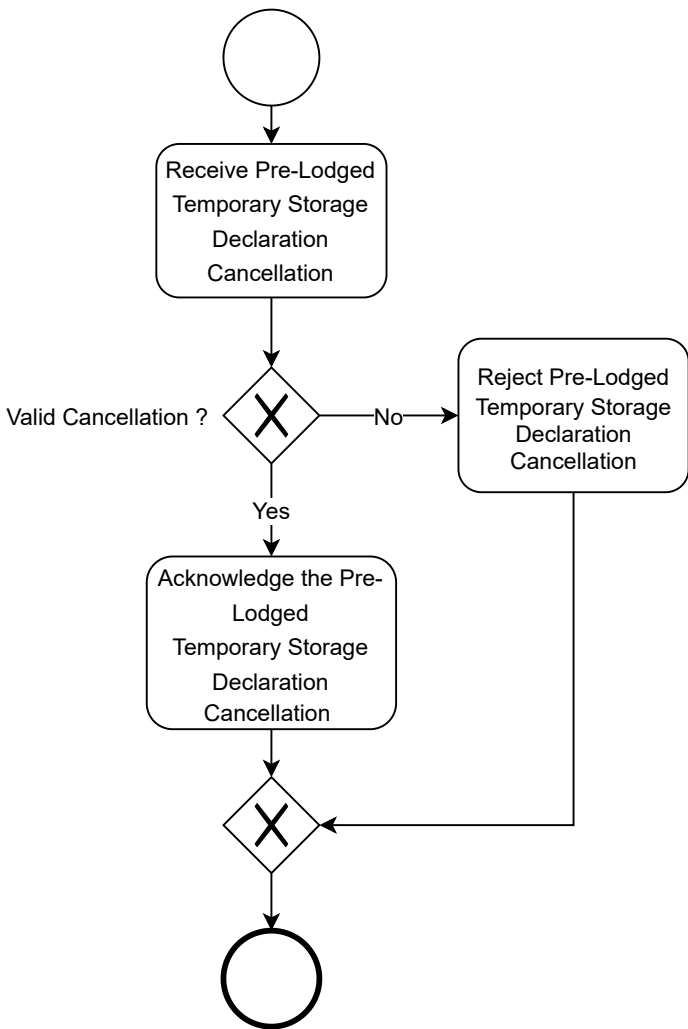 Receive Pre-Lodged
Temporary Storage
Declaration
Cancellation
Valid Cancellation ?
No
Reject Pre-Lodged
Temporary Storage
Declaration
Cancellation
Yes
Acknowledge the Pre-
Lodged
Temporary Storage
Declaration
Cancellation